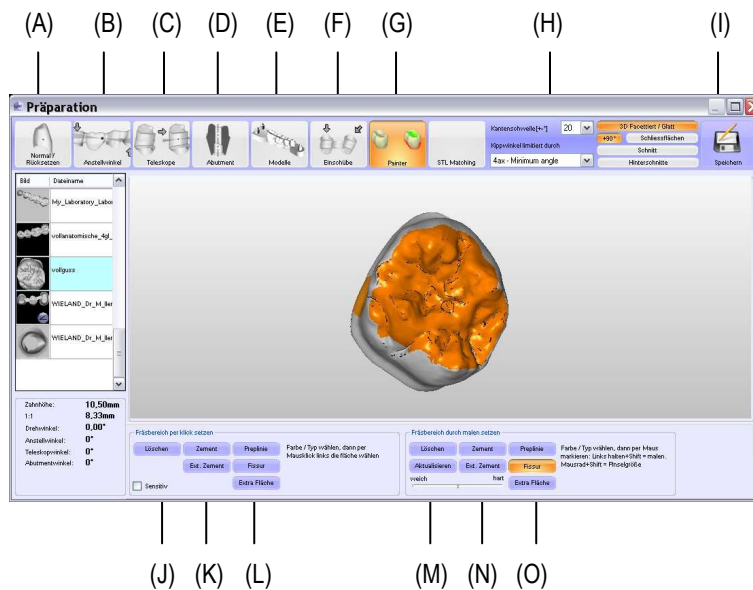 (A) (B) (C) (D) (E) (F) (G) (H) (I)
Präparation
Normal / Rücksetzen
Anstellwinkel
Teleskope
Abutment
Modelle
Einschübe
Painter
STL Matching
Kantenschwelle[+-°] 20
Kippwinkel limitiert durch
4ax - Minimum angle
3D Facettiert / Glatt
+90° Schliessflächen
Schnitt
Hinterschnitte
Speichern
Bild Dateiname
My_Laboratory_Labor
vollanatomische_4gl_
vollguss
WIELAND_Dr_M_Iler
WIELAND_Dr_M_Iler
Zahnhöhe: 10,50mm
1:1 8,33mm
Drehwinkel: 0,00°
Anstellwinkel: 0°
Teleskopwinkel: 0°
Abutmentwinkel: 0°
Fräsbereich per klick setzen
Löschen Zement Preplinie
Ext. Zement Fissur
Extra Fläche
Sensitiv
Farbe / Typ wählen, dann per
Mausklick links die fläche wählen
Fräsbereich durch malen setzen
Löschen Zement Preplinie
Aktualisieren Ext. Zement Fissur
weich hart Extra Fläche
Farbe / Typ wählen, dann per Maus
markieren: Links halten+Shift = malen.
Mausrad+Shift = Pinselgröße
(J) (K) (L) (M) (N) (O)